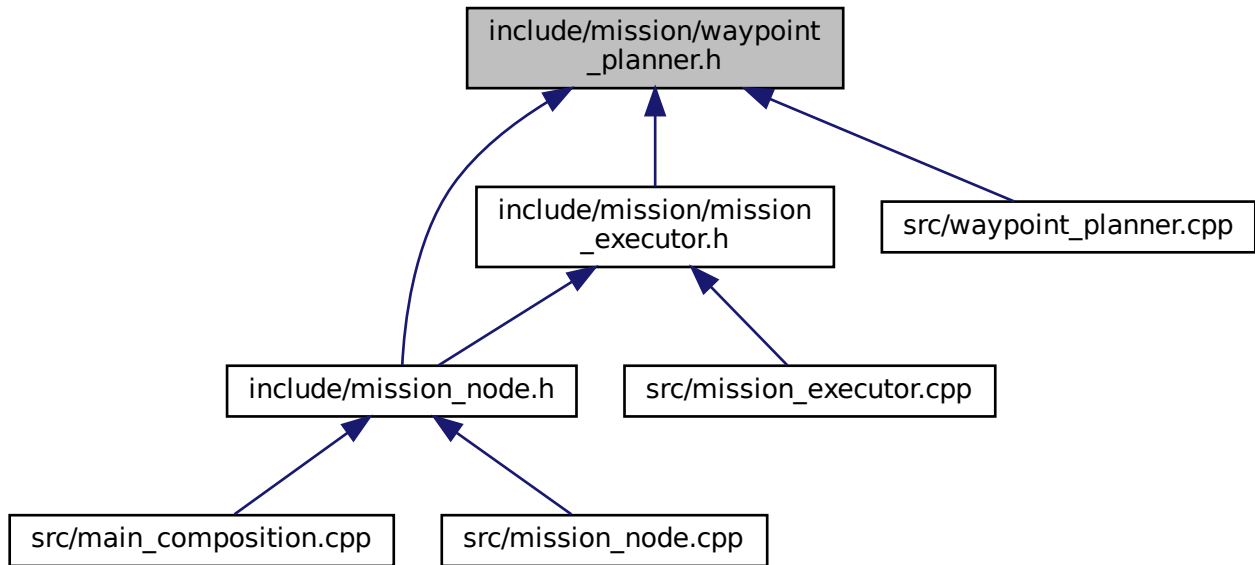 include/mission/waypoint
_planner.h
include/mission/mission
_executor.h
src/waypoint_planner.cpp
include/mission_node.h
src/mission_executor.cpp
src/main_composition.cpp
src/mission_node.cpp